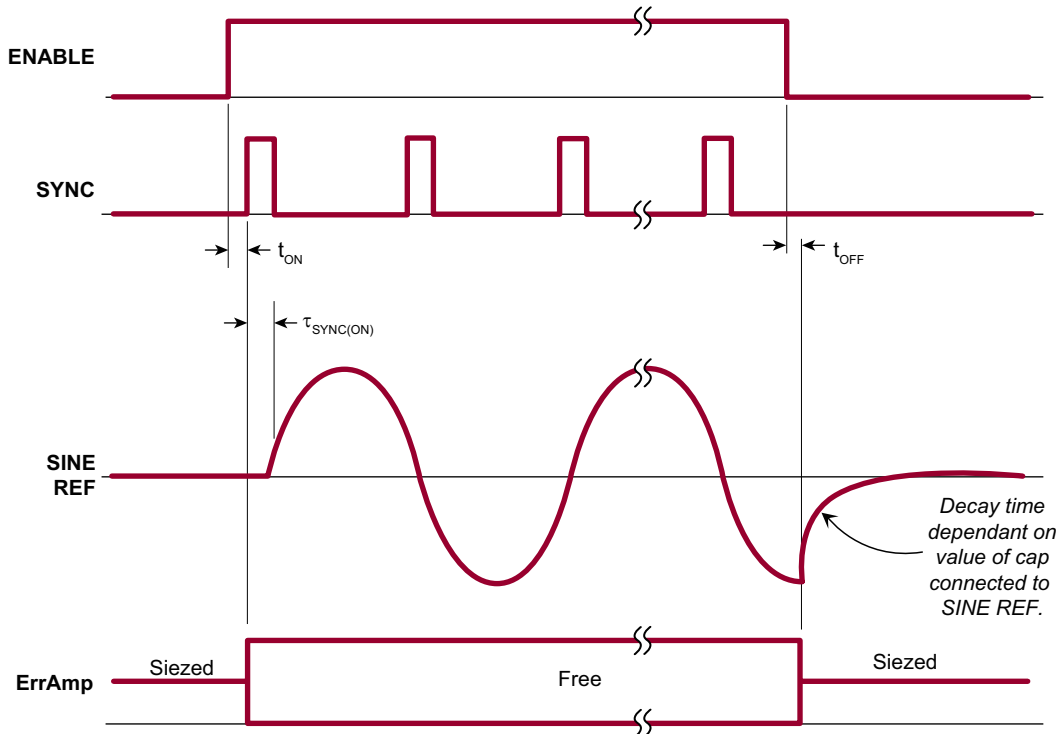 ENABLE
SYNC
tON
tOFF
τSYNC(ON)
SINE
REF
Decay time
dependant on
value of cap
connected to
SINE REF.
ErrAmp
Siezed
Free
Siezed